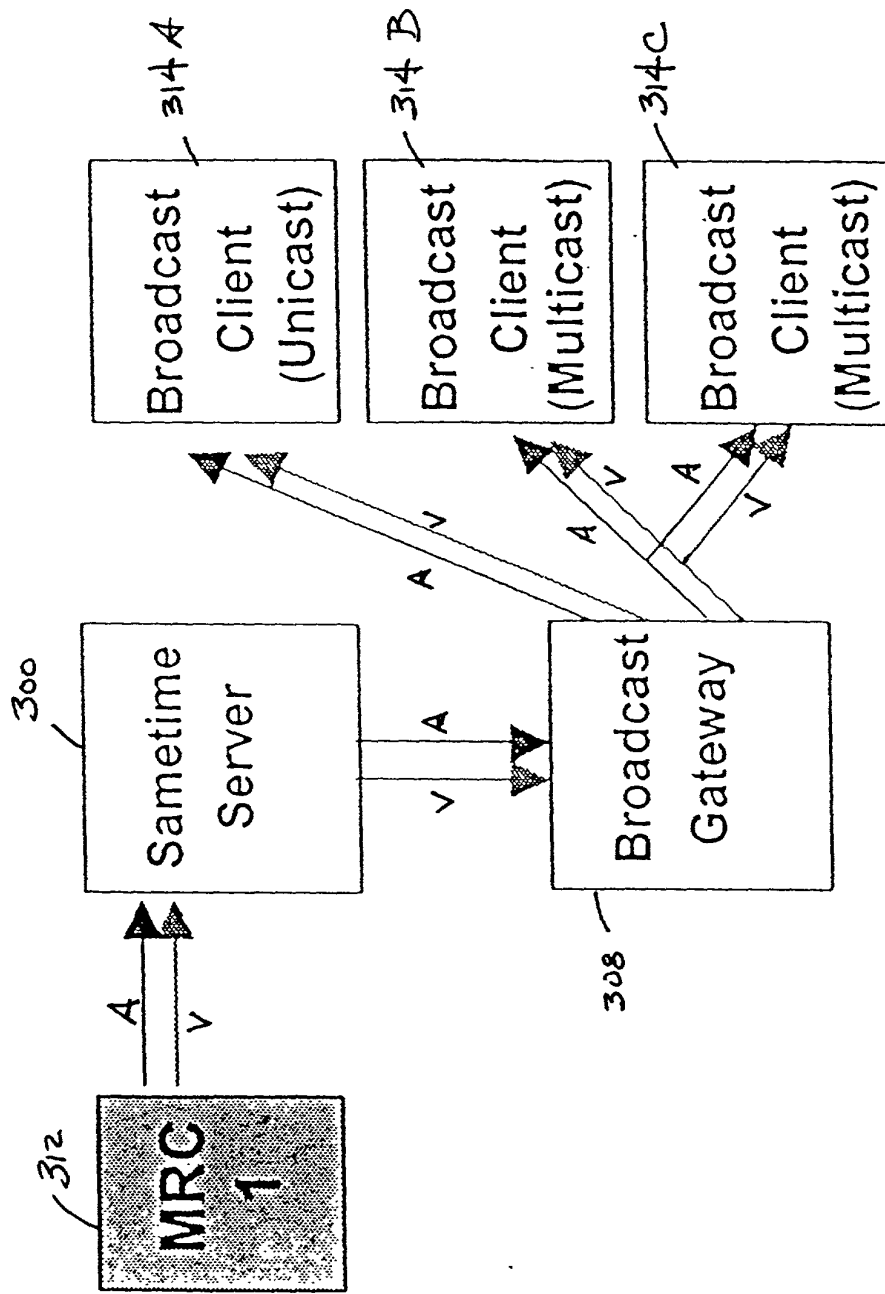 312
MRC
1
A
V
300
Sametime
Server
V
A
308
Broadcast
Gateway
A
V
A
V
A
V
314A
Broadcast
Client
(Unicast)
314B
Broadcast
Client
(Multicast)
314C
Broadcast
Client
(Multicast)